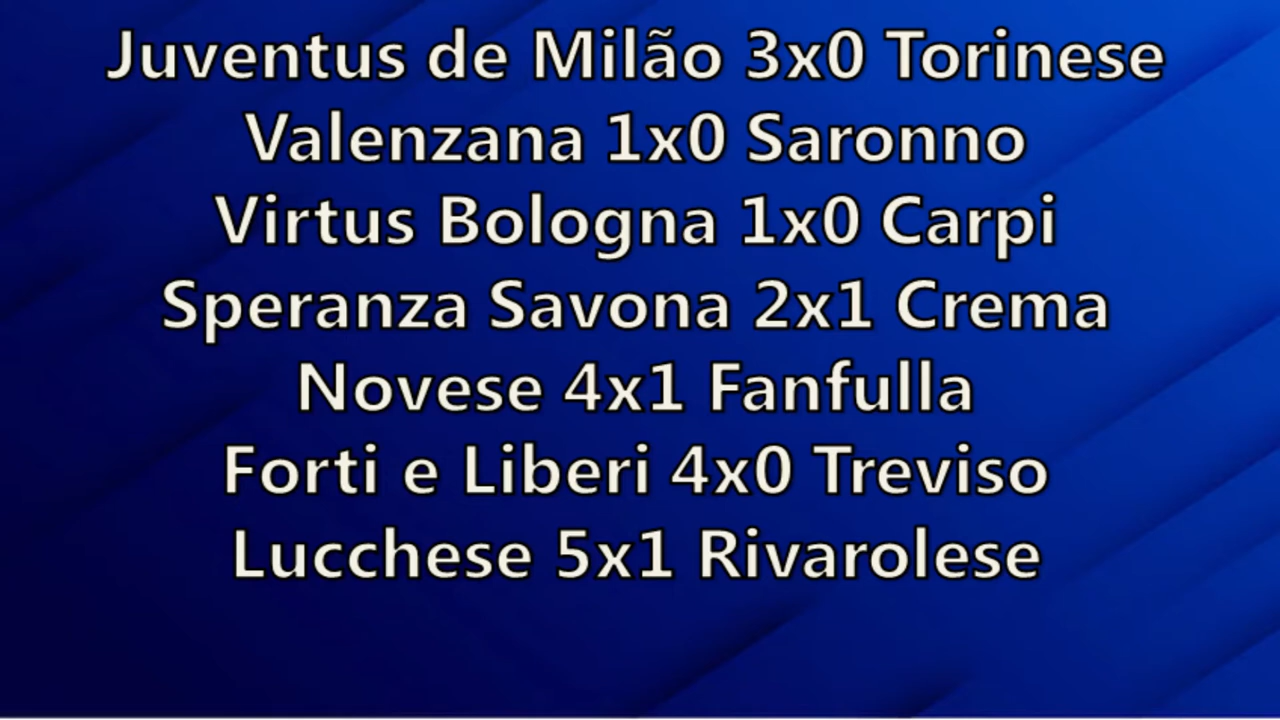 Juventus de Milão 3x0 Torinese
Valenzana 1x0 Saronno
Virtus Bologna 1x0 Carpi
Speranza Savona 2x1 Crema
Novese 4x1 Fanfulla
Forti e Liberi 4x0 Treviso
Lucchese 5x1 Rivarolese